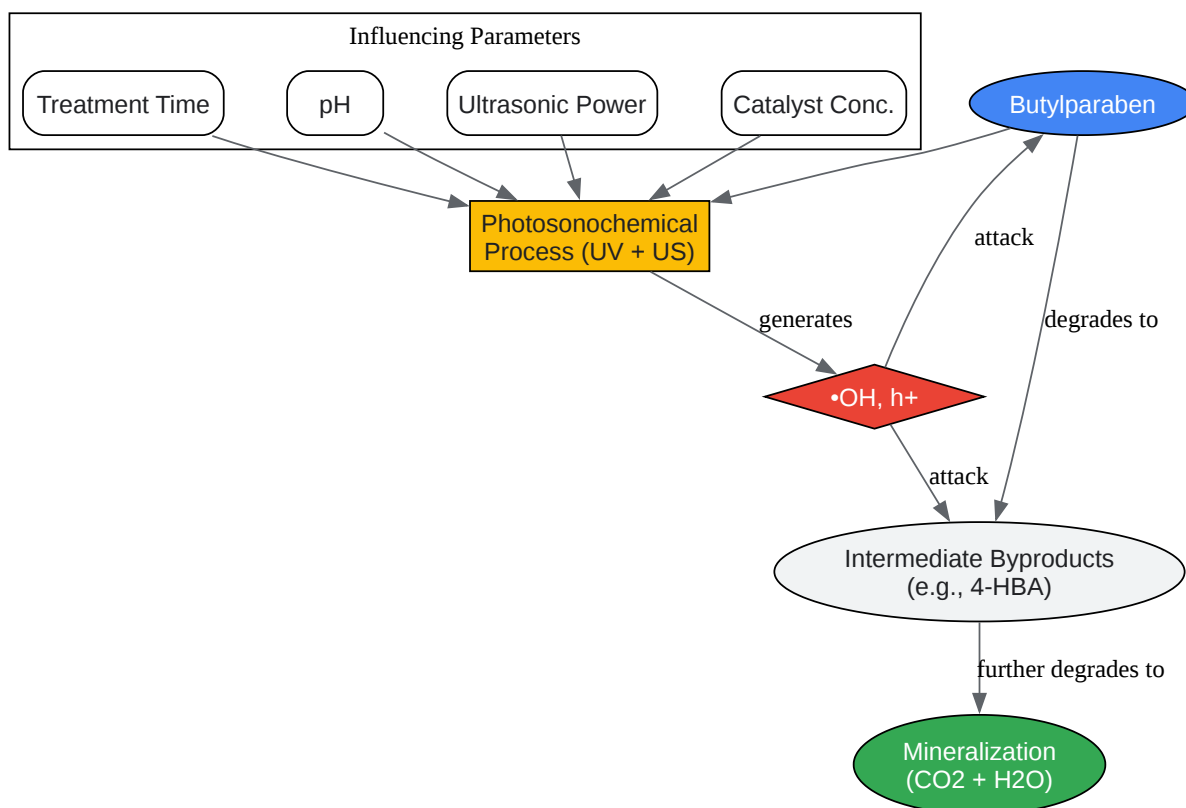 Influencing Parameters
Treatment Time
pH
Ultrasonic Power
Catalyst Conc.
Butylparaben
Photosonochemical
Process (UV + US)
attack
generates
degrades to
•OH, h+
attack
Intermediate Byproducts
(e.g., 4-HBA)
further degrades to
Mineralization
(CO2 + H2O)